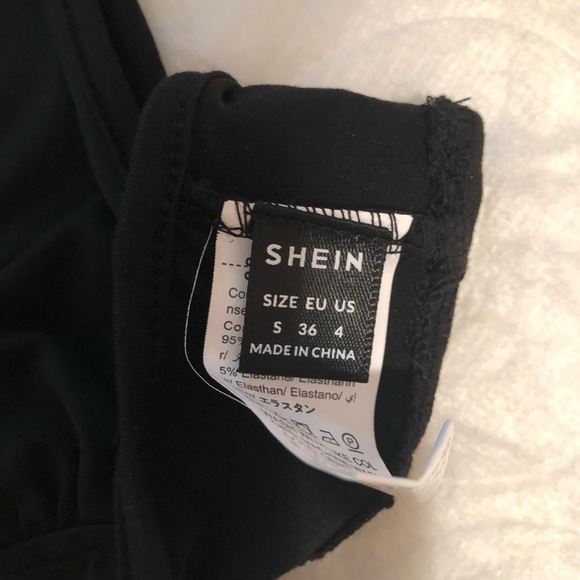 SHEIN
SIZE EU US
S 36 4
MADE IN CHINA
95%
5% Elastane/ Elasthann
Elasthan/ Elastano/
エラスタン